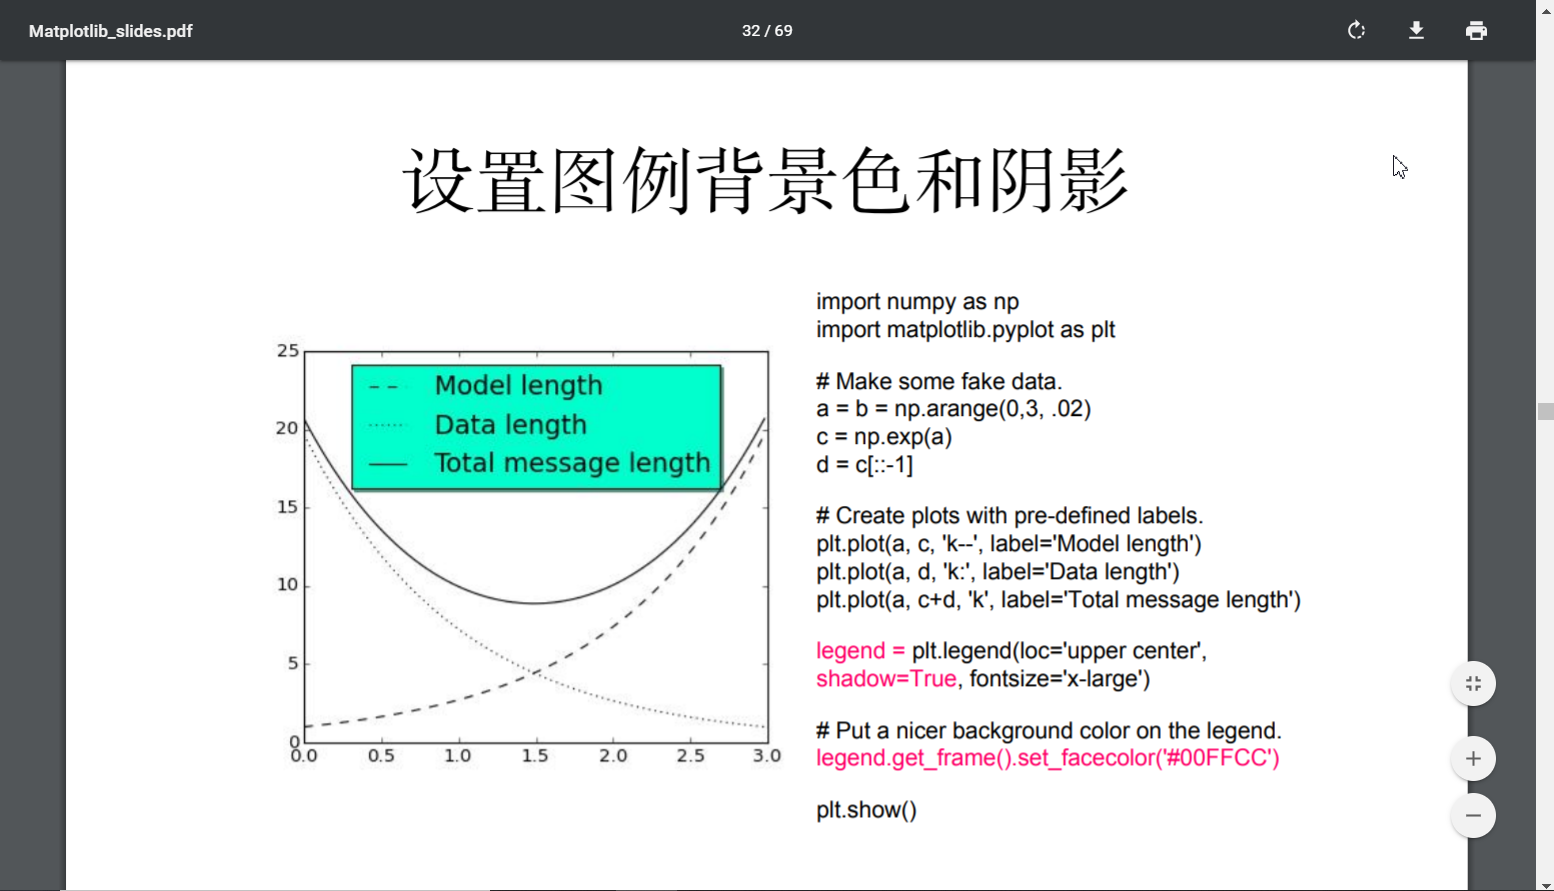 Matplotlib_slides.pdf
32 / 69
设置图例背景色和阴影
25
20
15
10
5
0
0.0 0.5 1.0 1.5 2.0 2.5 3.0
Model length
Data length
Total message length
import numpy as np
import matplotlib.pyplot as plt
# Make some fake data.
a = b = np.arange(0,3, .02)
c = np.exp(a)
d = c[::-1]
# Create plots with pre-defined labels.
plt.plot(a, c, 'k--', label='Model length')
plt.plot(a, d, 'k:', label='Data length')
plt.plot(a, c+d, 'k', label='Total message length')
legend = plt.legend(loc='upper center',
shadow=True, fontsize='x-large')
# Put a nicer background color on the legend.
legend.get_frame().set_facecolor('#00FFCC')
plt.show()